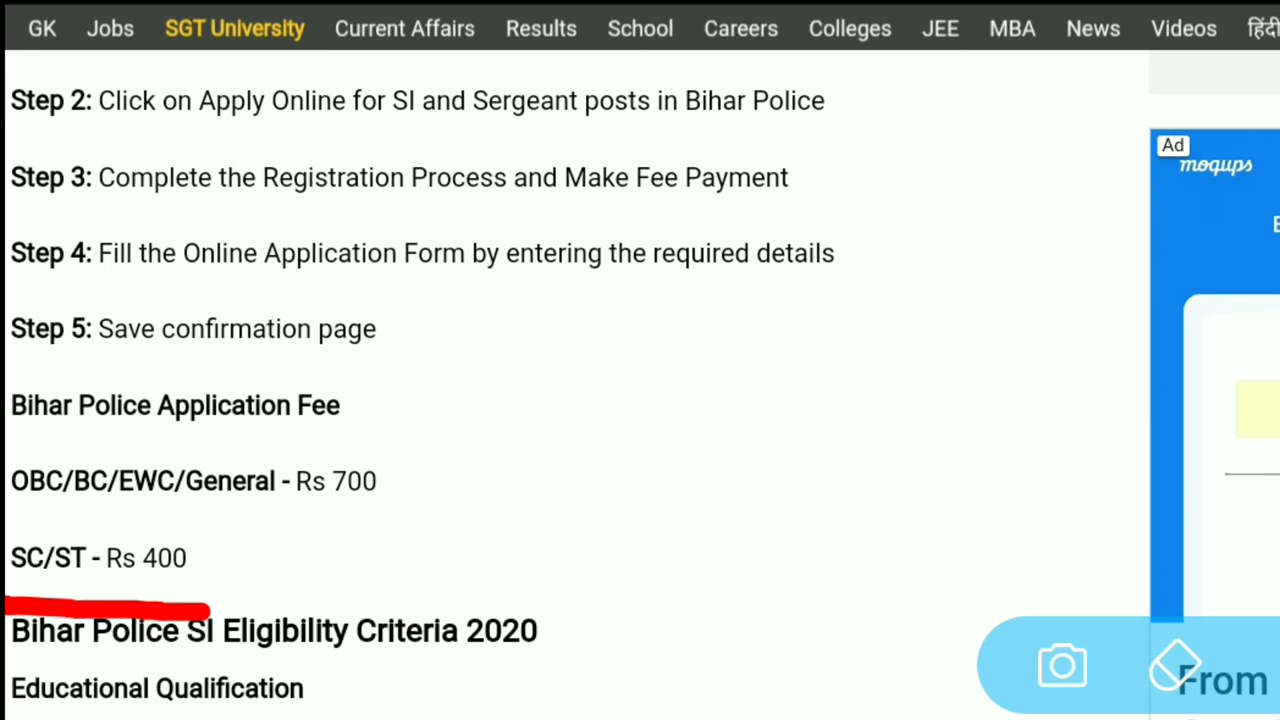 GK Jobs SGT University Current Affairs Results School Careers Colleges JEE MBA News Videos
Step 2: Click on Apply Online for SI and Sergeant posts in Bihar Police
Step 3: Complete the Registration Process and Make Fee Payment
Step 4: Fill the Online Application Form by entering the required details
Step 5: Save confirmation page
Bihar Police Application Fee
OBC/BC/EWC/General - Rs 700
SC/ST - Rs 400
Bihar Police SI Eligibility Criteria 2020
Educational Qualification
Ad
moqups
From